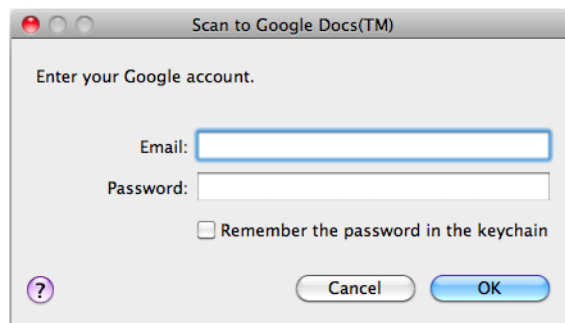 Scan to Google Docs(TM)
Enter your Google account.
Email:
Password:
Remember the password in the keychain
?
Cancel
OK